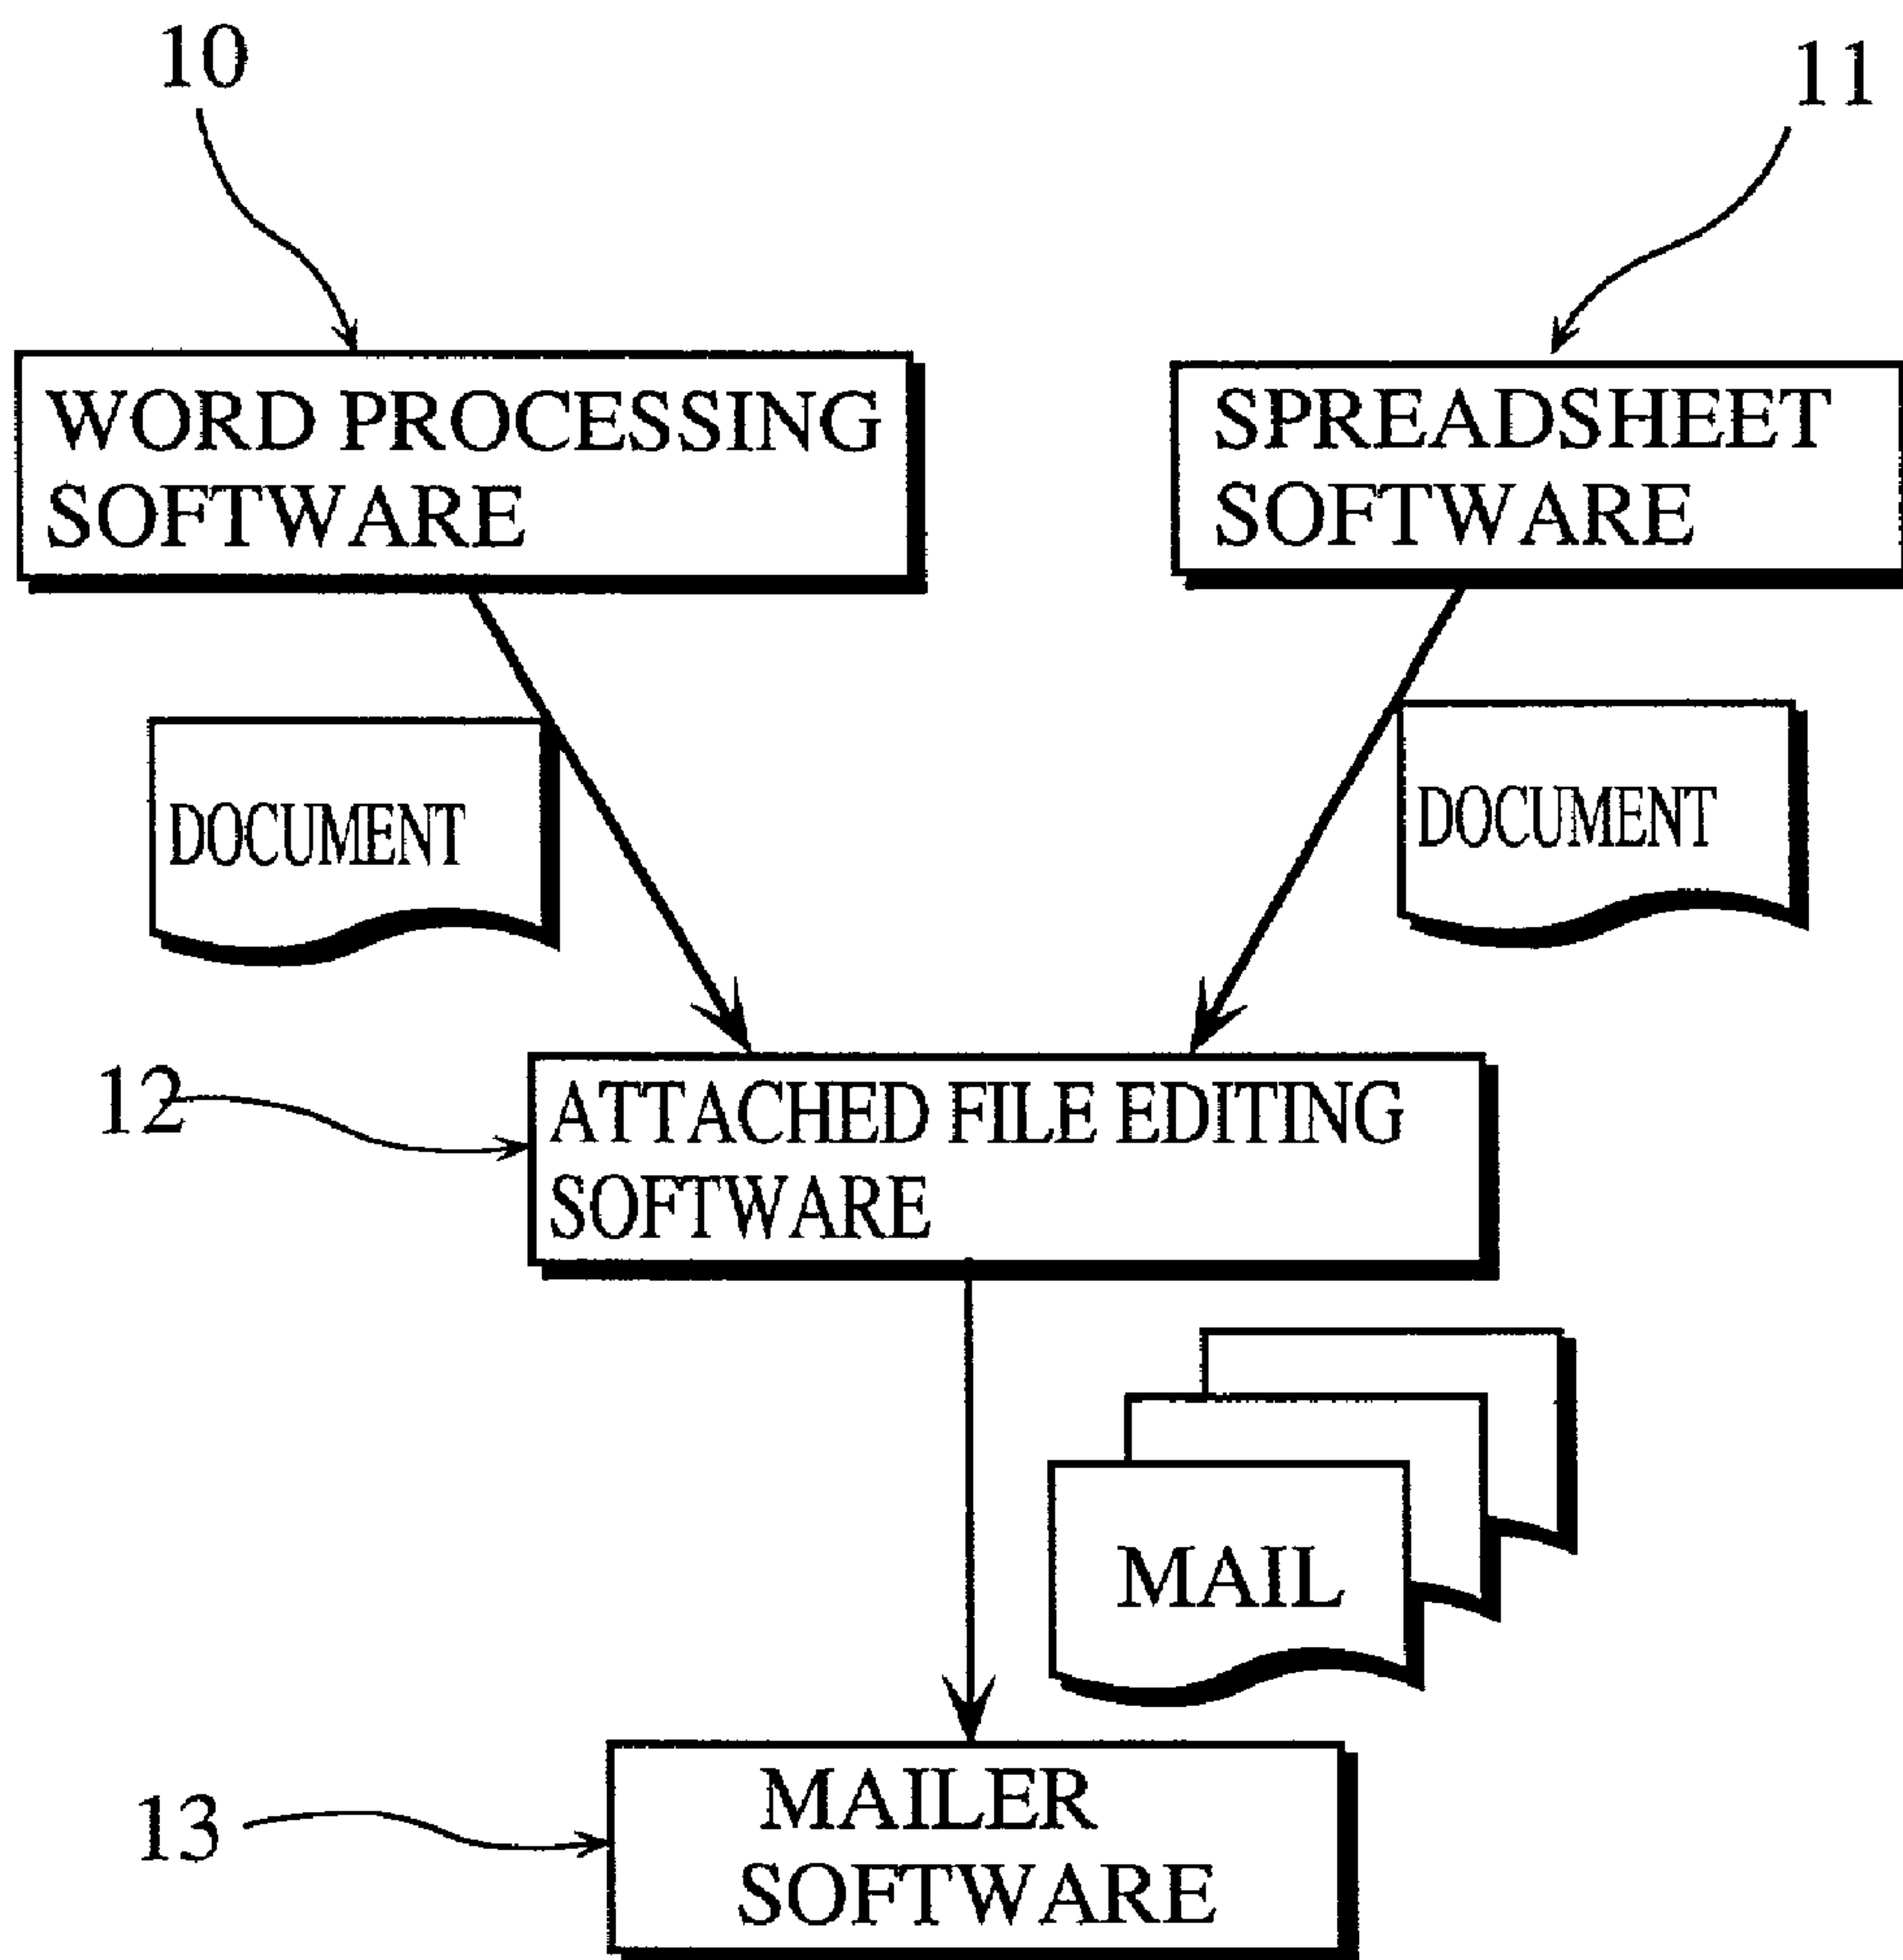 10
11
WORD PROCESSING
SOFTWARE
SPREADSHEET
SOFTWARE
DOCUMENT
DOCUMENT
12
ATTACHED FILE EDITING
SOFTWARE
MAIL
13
MAILER
SOFTWARE